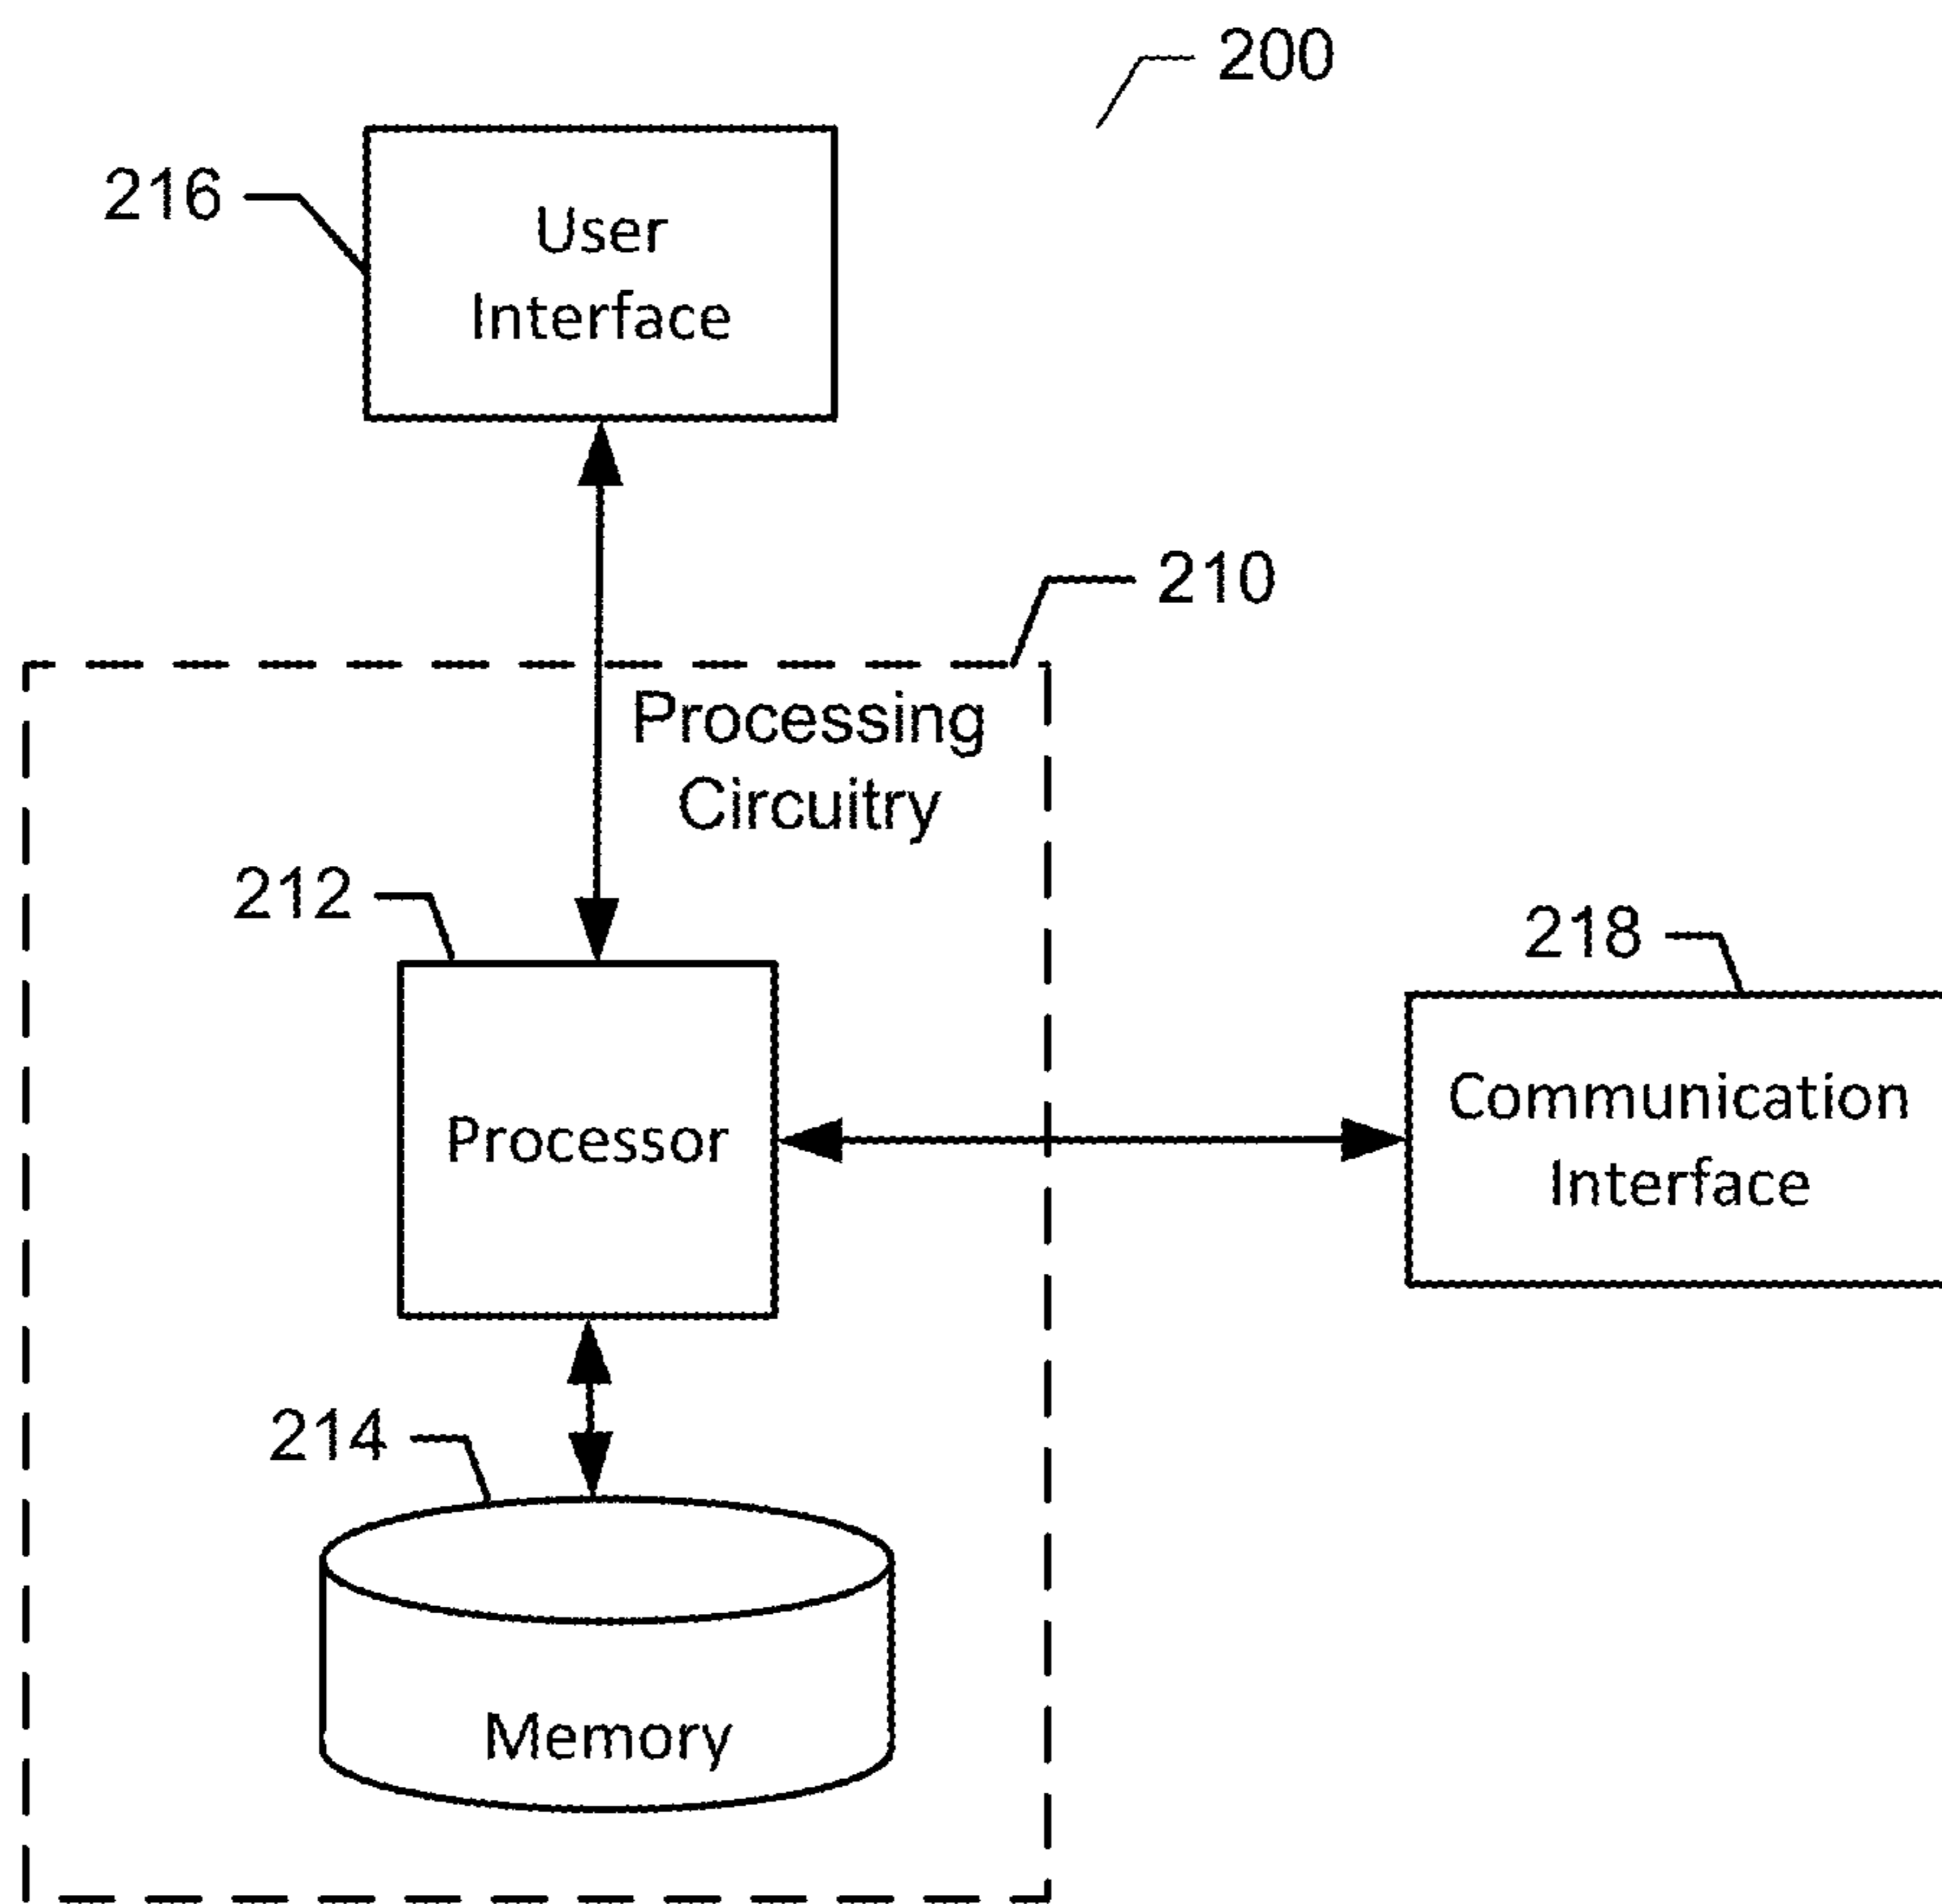 200
216
User
Interface
210
Processing
Circuitry
212
218
Processor
Communication
Interface
214
Memory